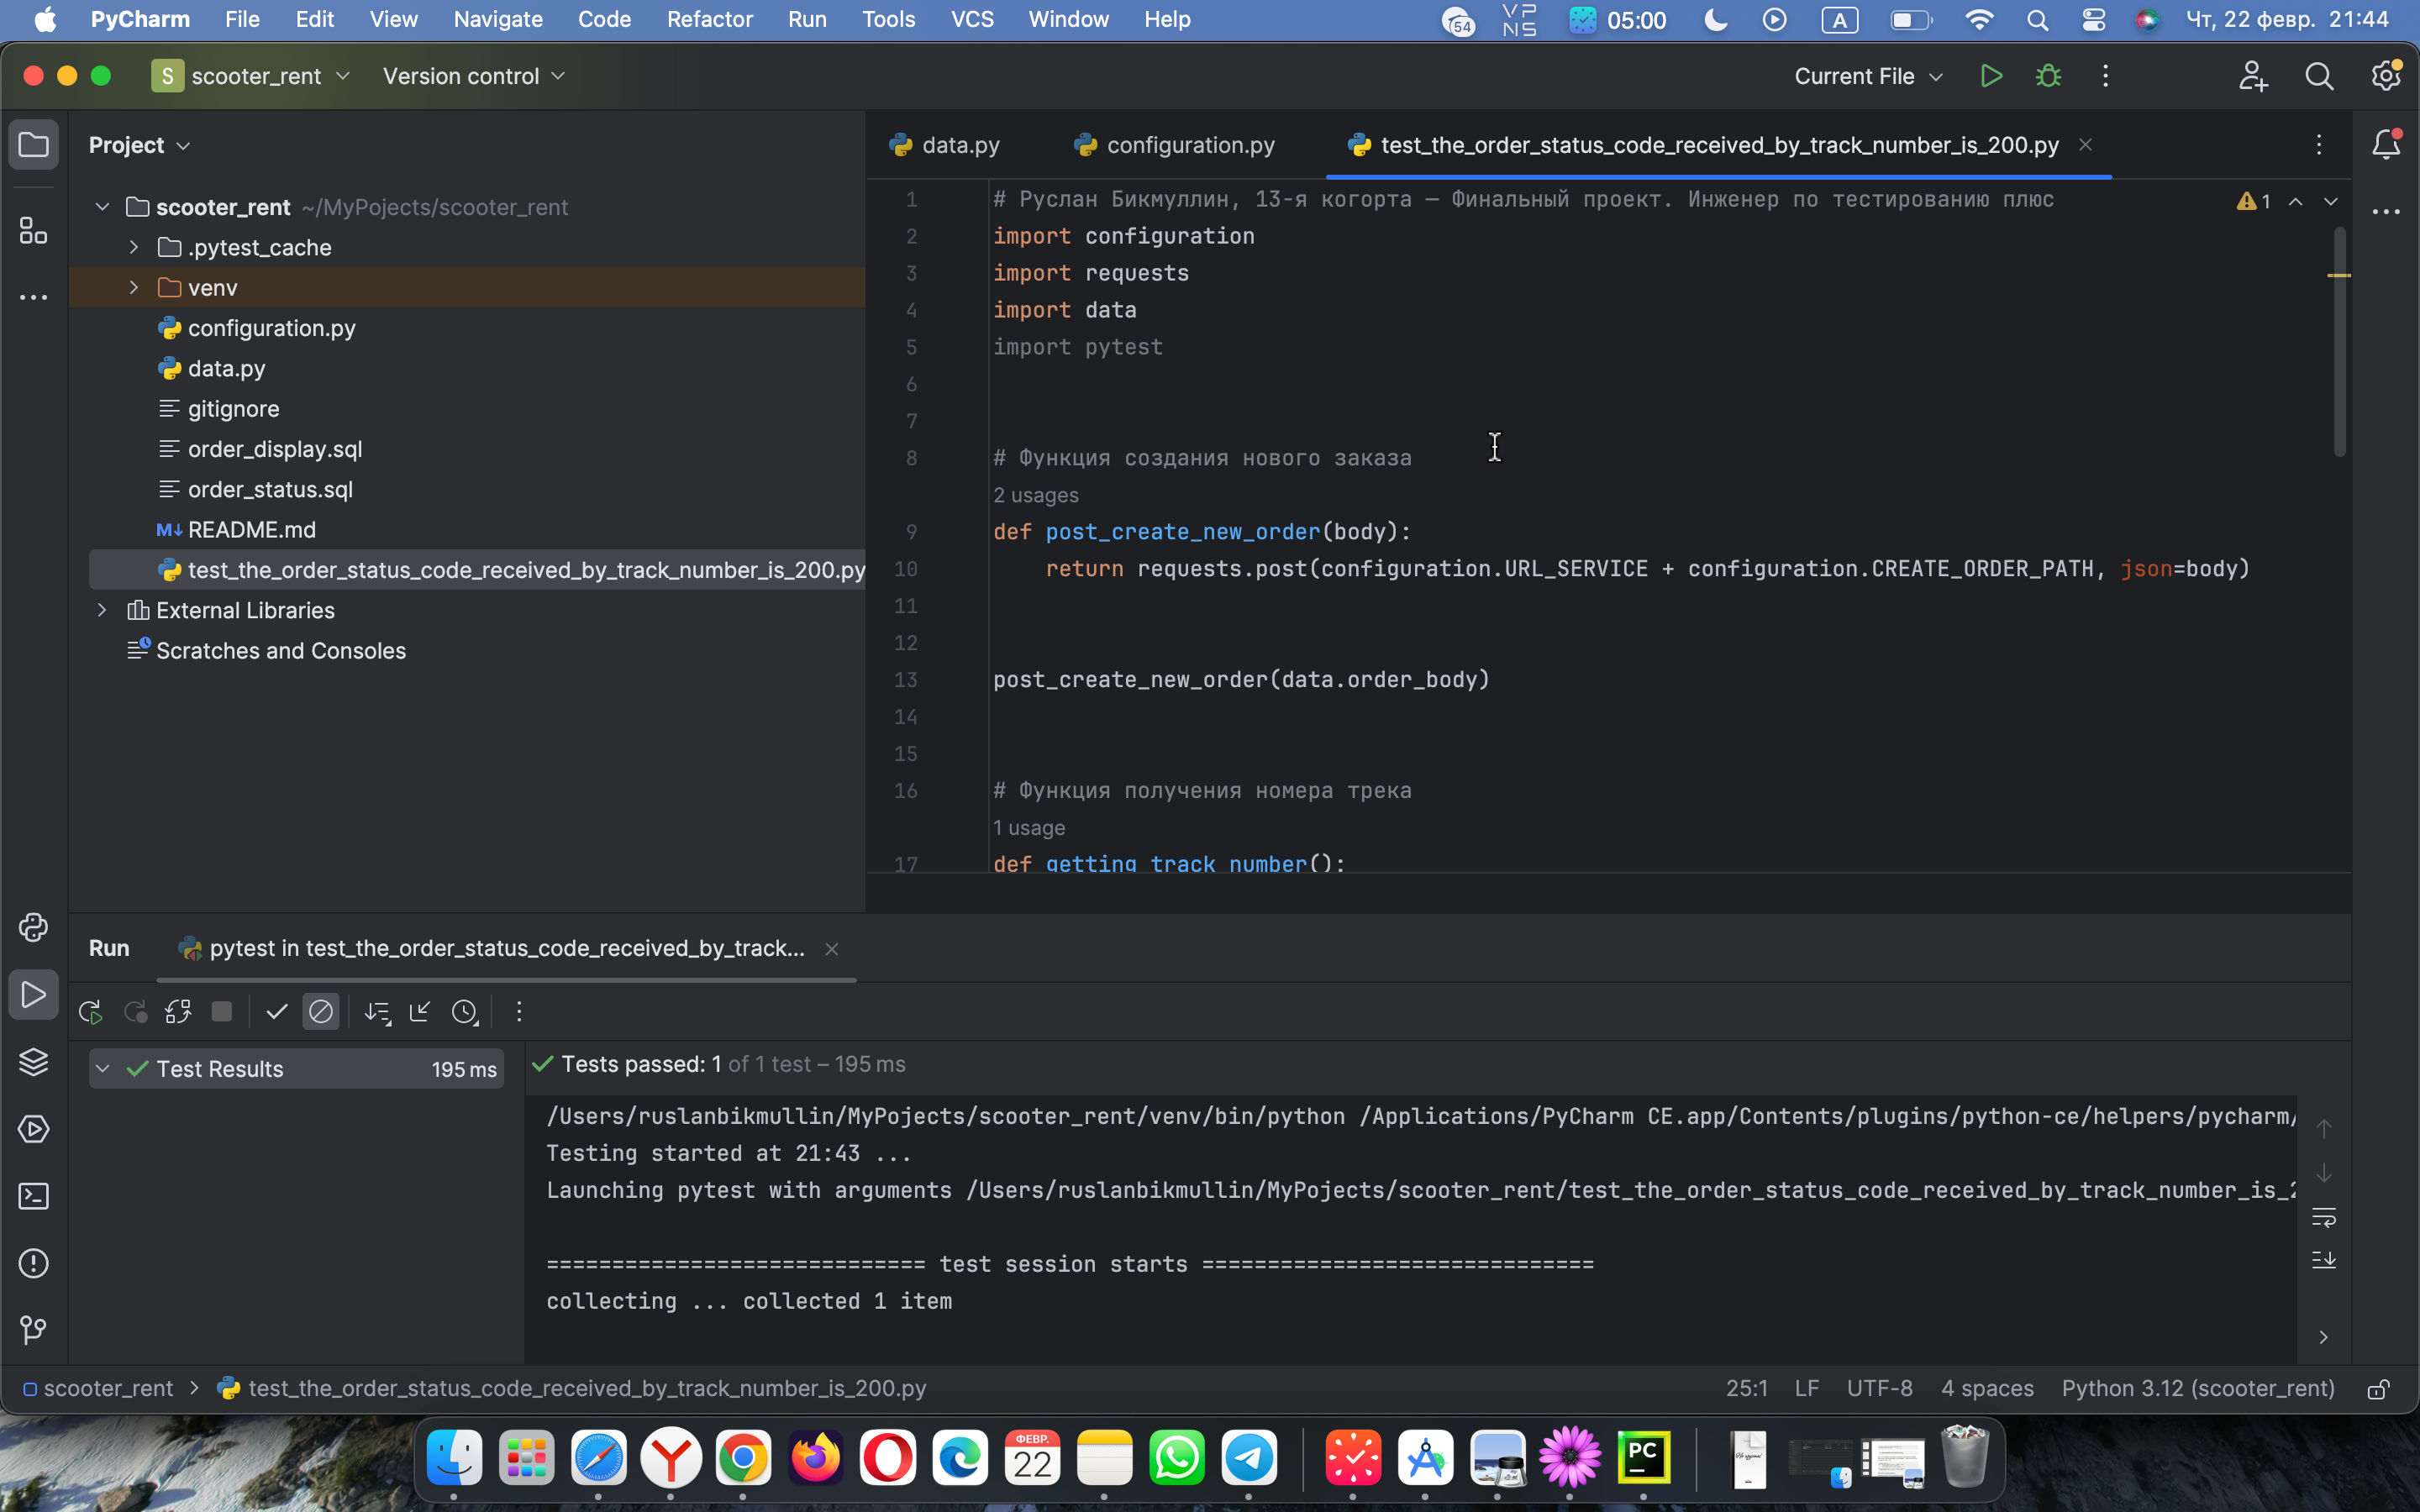 PyCharm File Edit View Navigate Code Refactor Run Tools VCS Window Help 54 VPNS 05:00 A Чт, 22 февр. 21:44
S scooter_rent Version control Current File
Project
data.py configuration.py test_the_order_status_code_received_by_track_number_is_200.py
scooter_rent ~/MyPojects/scooter_rent
.pytest_cache
venv
configuration.py
data.py
gitignore
order_display.sql
order_status.sql
M↓ README.md
test_the_order_status_code_received_by_track_number_is_200.py
External Libraries
Scratches and Consoles
1 # Руслан Бикмуллин, 13-я когорта — Финальный проект. Инженер по тестированию плюс
1
2 import configuration
3 import requests
4 import data
5 import pytest
6
7
8 # Функция создания нового заказа
2 usages
9 def post_create_new_order(body):
10 return requests.post(configuration.URL_SERVICE + configuration.CREATE_ORDER_PATH, json=body)
11
12
13 post_create_new_order(data.order_body)
14
15
16 # Функция получения номера трека
1 usage
17 def getting_track_number():
Run pytest in test_the_order_status_code_received_by_track...
Test Results 195 ms
Tests passed: 1 of 1 test – 195 ms
/Users/ruslanbikmullin/MyPojects/scooter_rent/venv/bin/python /Applications/PyCharm CE.app/Contents/plugins/python-ce/helpers/pycharm/
Testing started at 21:43 ...
Launching pytest with arguments /Users/ruslanbikmullin/MyPojects/scooter_rent/test_the_order_status_code_received_by_track_number_is_2
============================= test session starts ==============================
collecting ... collected 1 item
scooter_rent > test_the_order_status_code_received_by_track_number_is_200.py
25:1 LF UTF-8 4 spaces Python 3.12 (scooter_rent)
ФЕВР.
22
PC